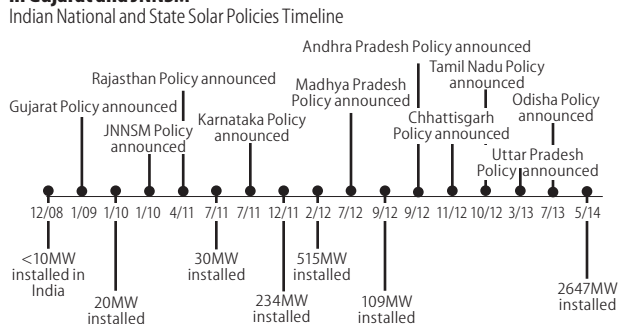 Indian National and State Solar Policies Timeline
Andhra Pradesh Policy announced
Rajasthan Policy announced
Tamil Nadu Policy
announced
Madhya Pradesh
Policy announced
Odisha Policy
announced
Gujarat Policy announced
JNNSM Policy
announced
Karnataka Policy
announced
Chhattisgarh
Policy announced
Uttar Pradesh
Policy announced
12/08 1/09 1/10 1/10 4/11 7/11 7/11 12/11 2/12 7/12 9/12 9/12 11/12 10/12 3/13 7/13 5/14
<10MW
installed in
India
20MW
installed
30MW
installed
234MW
installed
515MW
installed
109MW
installed
2647MW
installed